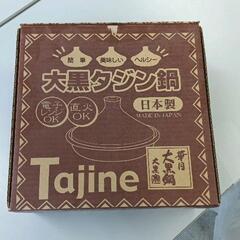 簡単 美味しい ヘルシー
大黒タジン鍋
電子レンジOK 直火OK
日本製
MADE IN JAPAN
Tajine
大黒鍋